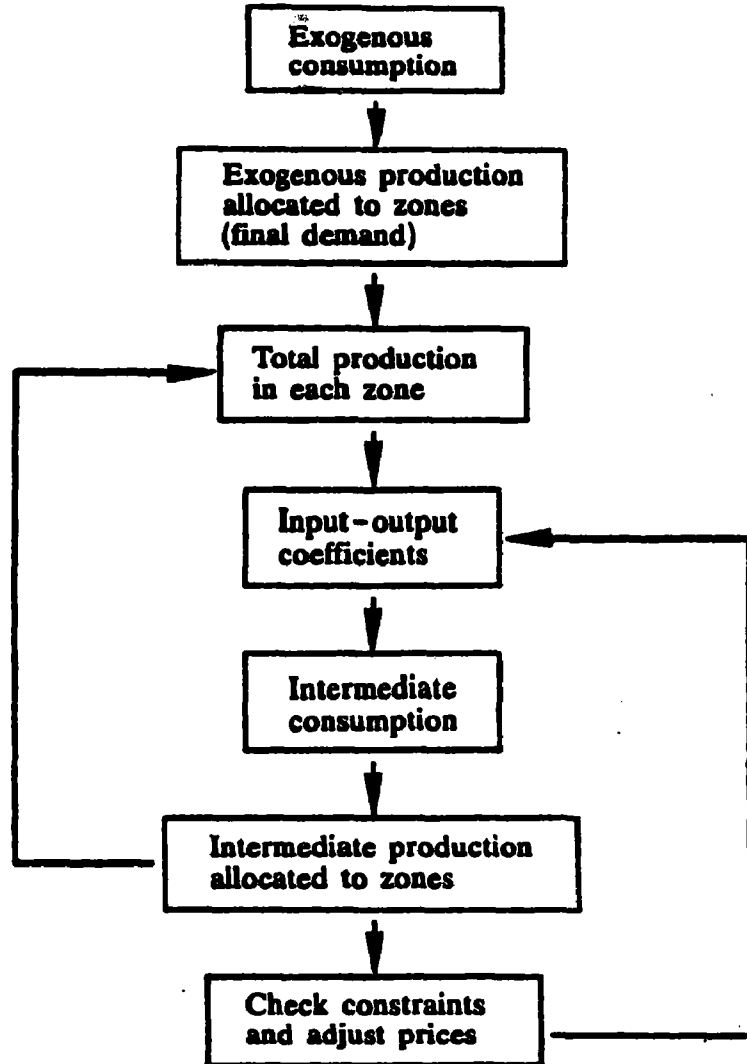 Exogenous
consumption
Exogenous production
allocated to zones
(final demand)
Total production
in each zone
Input-output
coefficients
Intermediate
consumption
Intermediate production
allocated to zones
Check constraints
and adjust prices